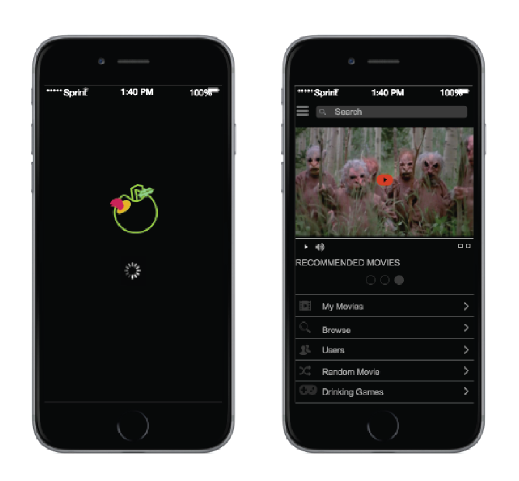 Sprint 1:40 PM 100%
Sprint 1:40 PM 100%
Search
RECOMMENDED MOVIES
My Movies
Browse
Users
Random Movie
Drinking Games